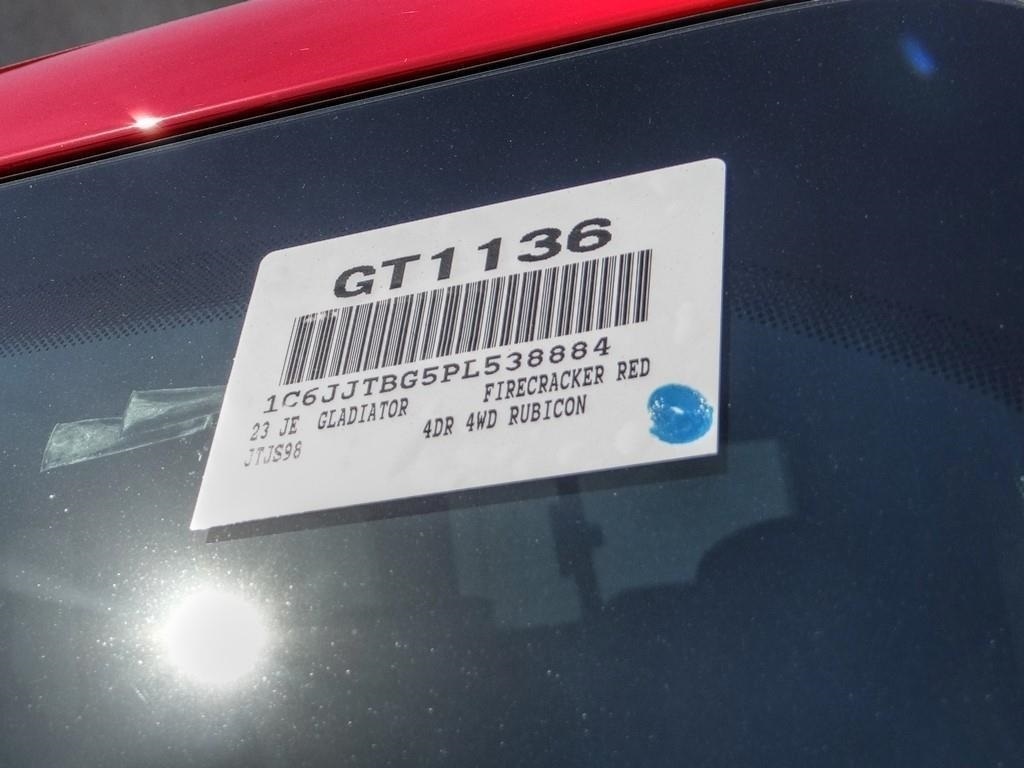 GT1136
1C6JJTBG5PL538884
23 JE GLADIATOR FIRECRACKER RED
JTJS98 4DR 4WD RUBICON